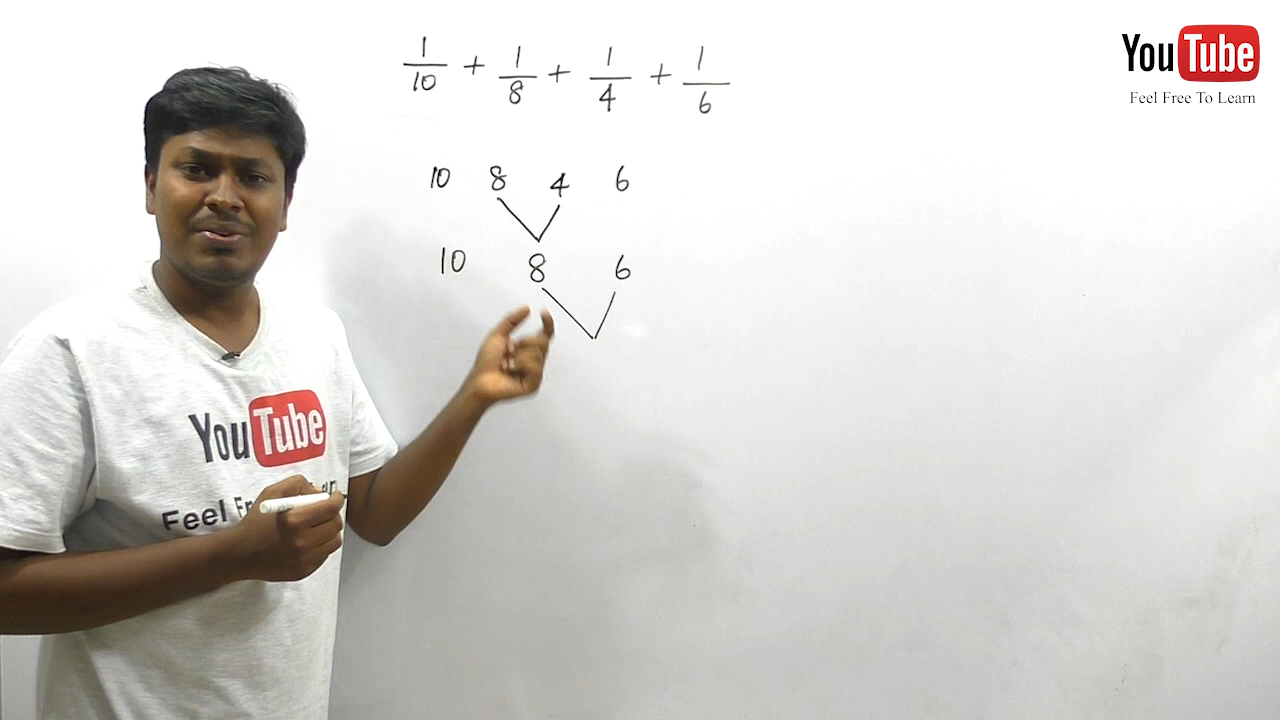 1/10 + 1/8 + 1/4 + 1/6
10 8 4 6
10 8 6
YouTube
Feel Free To Learn
YouTube
Feel